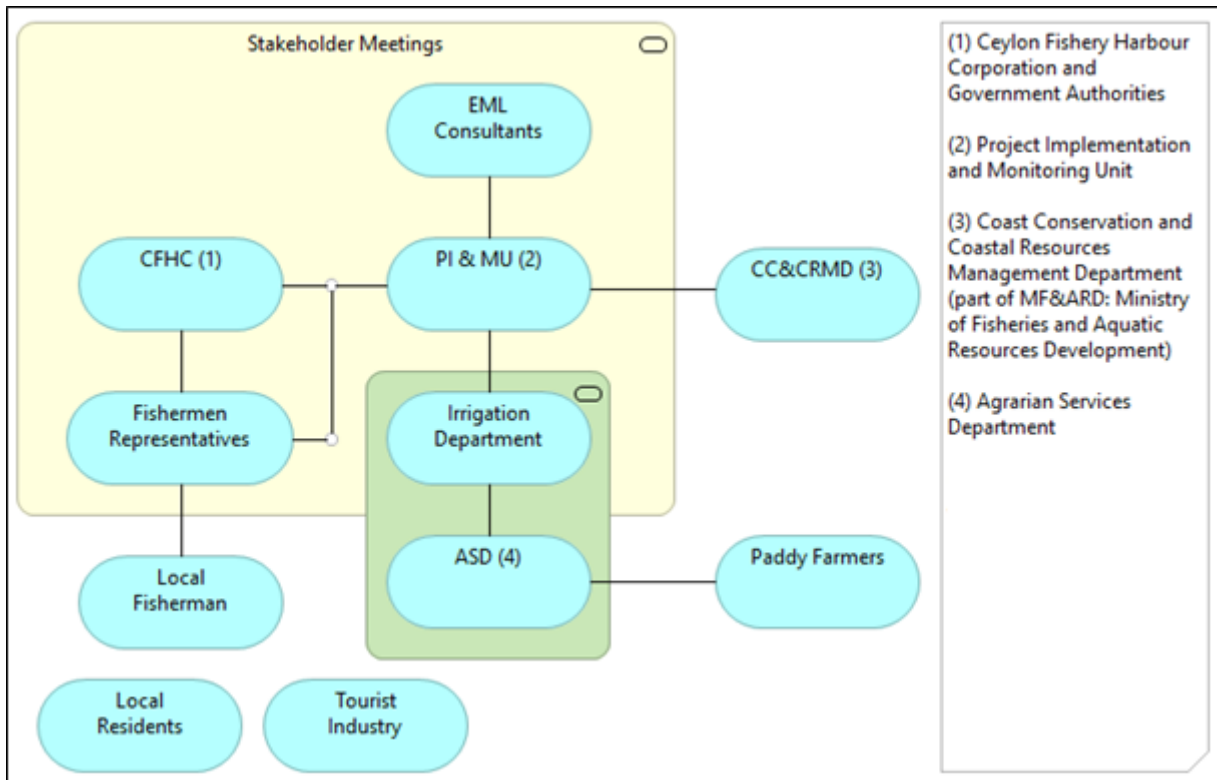 Stakeholder Meetings
EML
Consultants
CFHC (1)
PI & MU (2)
CC&CRMD (3)
Fishermen
Representatives
Irrigation
Department
Local
Fisherman
ASD (4)
Paddy Farmers
Local
Residents
Tourist
Industry
(1) Ceylon Fishery Harbour
Corporation and
Government Authorities
(2) Project Implementation
and Monitoring Unit
(3) Coast Conservation and
Coastal Resources
Management Department
(part of MF&ARD: Ministry
of Fisheries and Aquatic
Resources Development)
(4) Agrarian Services
Department